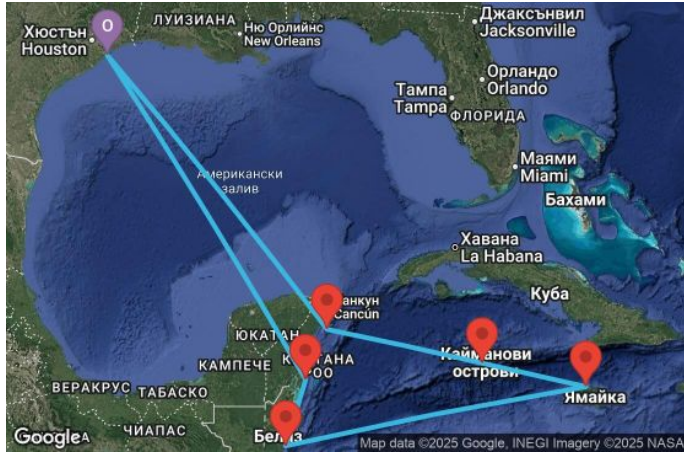 ЛУИЗИАНА
Хюстън
Houston
O
Ню Орлийнс
New Orleans
Джаксънвил
Jacksonville
Орландо
Orlando
Тампа
Tampa
ФЛОРИДА
Маями
Miami
Бахами
Американски
залив
Хавана
La Habana
Куба
анкун
Cancún
ЮКАТАН
КАМПЕЧЕ
РОО
Кайманови
острови
Ямайка
ВЕРАКРУС
ТАБАСКО
ЧИАПАС
Белиз
Google
Map data ©2025 Google, INEGI Imagery ©2025 NASA